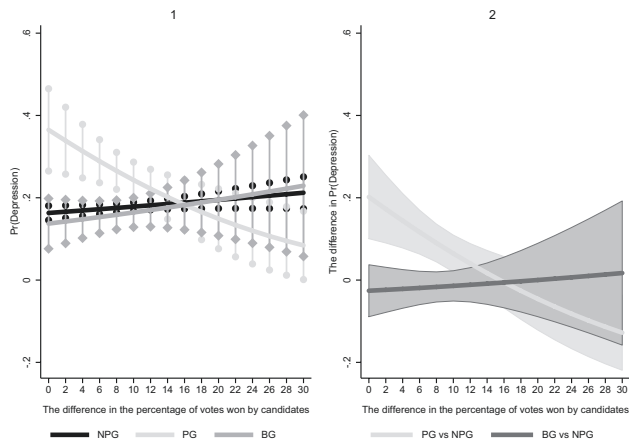 1
.6
.4
.2
0
-.2
Pr(Depression)
0 2 4 6 8 10 12 14 16 18 20 22 24 26 28 30
The difference in the percentage of votes won by candidates
NPG PG BG
2
.6
.4
.2
0
-.2
The difference in Pr(Depression)
0 2 4 6 8 10 12 14 16 18 20 22 24 26 28 30
The difference in the percentage of votes won by candidates
PG vs NPG BG vs NPG